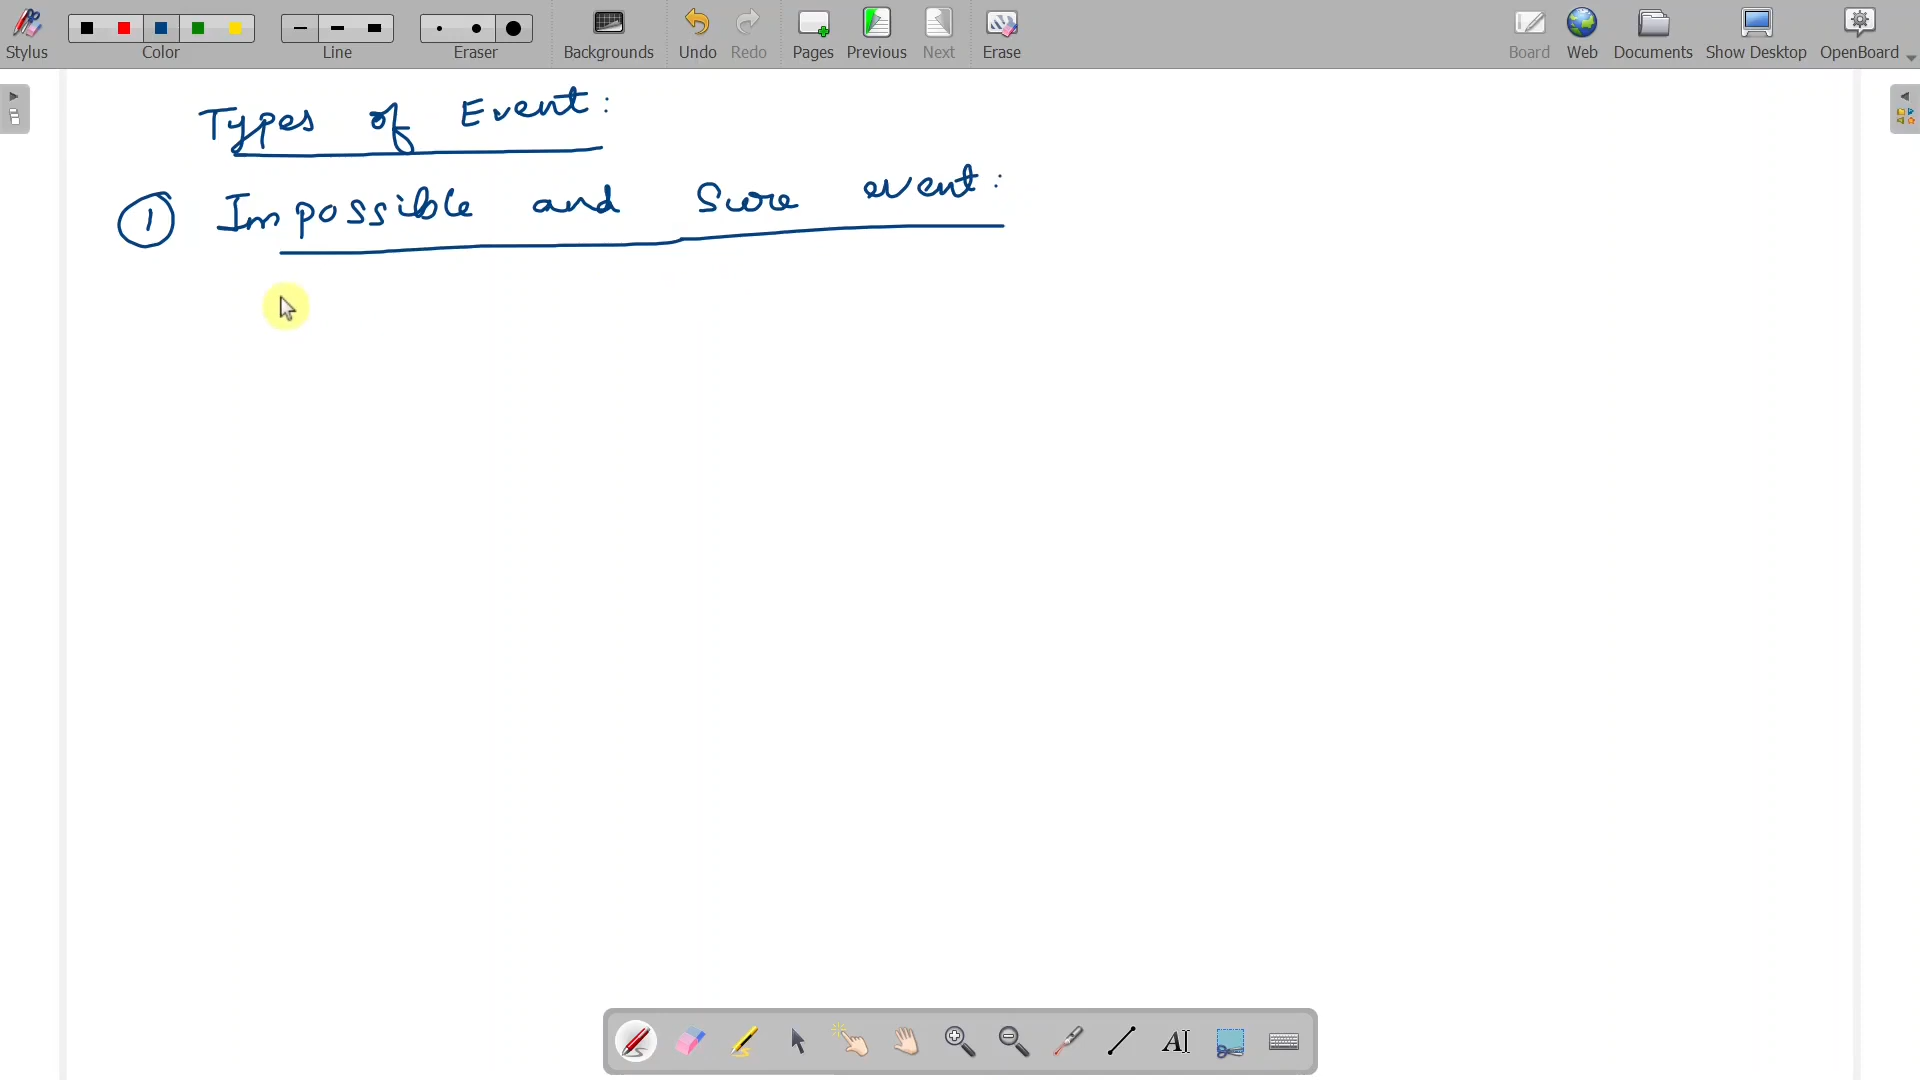 Stylus Color Line Eraser Backgrounds Undo Redo Pages Previous Next Erase Board Web Documents Show Desktop OpenBoard
Types of Event:
① Impossible and Sure event:
AI